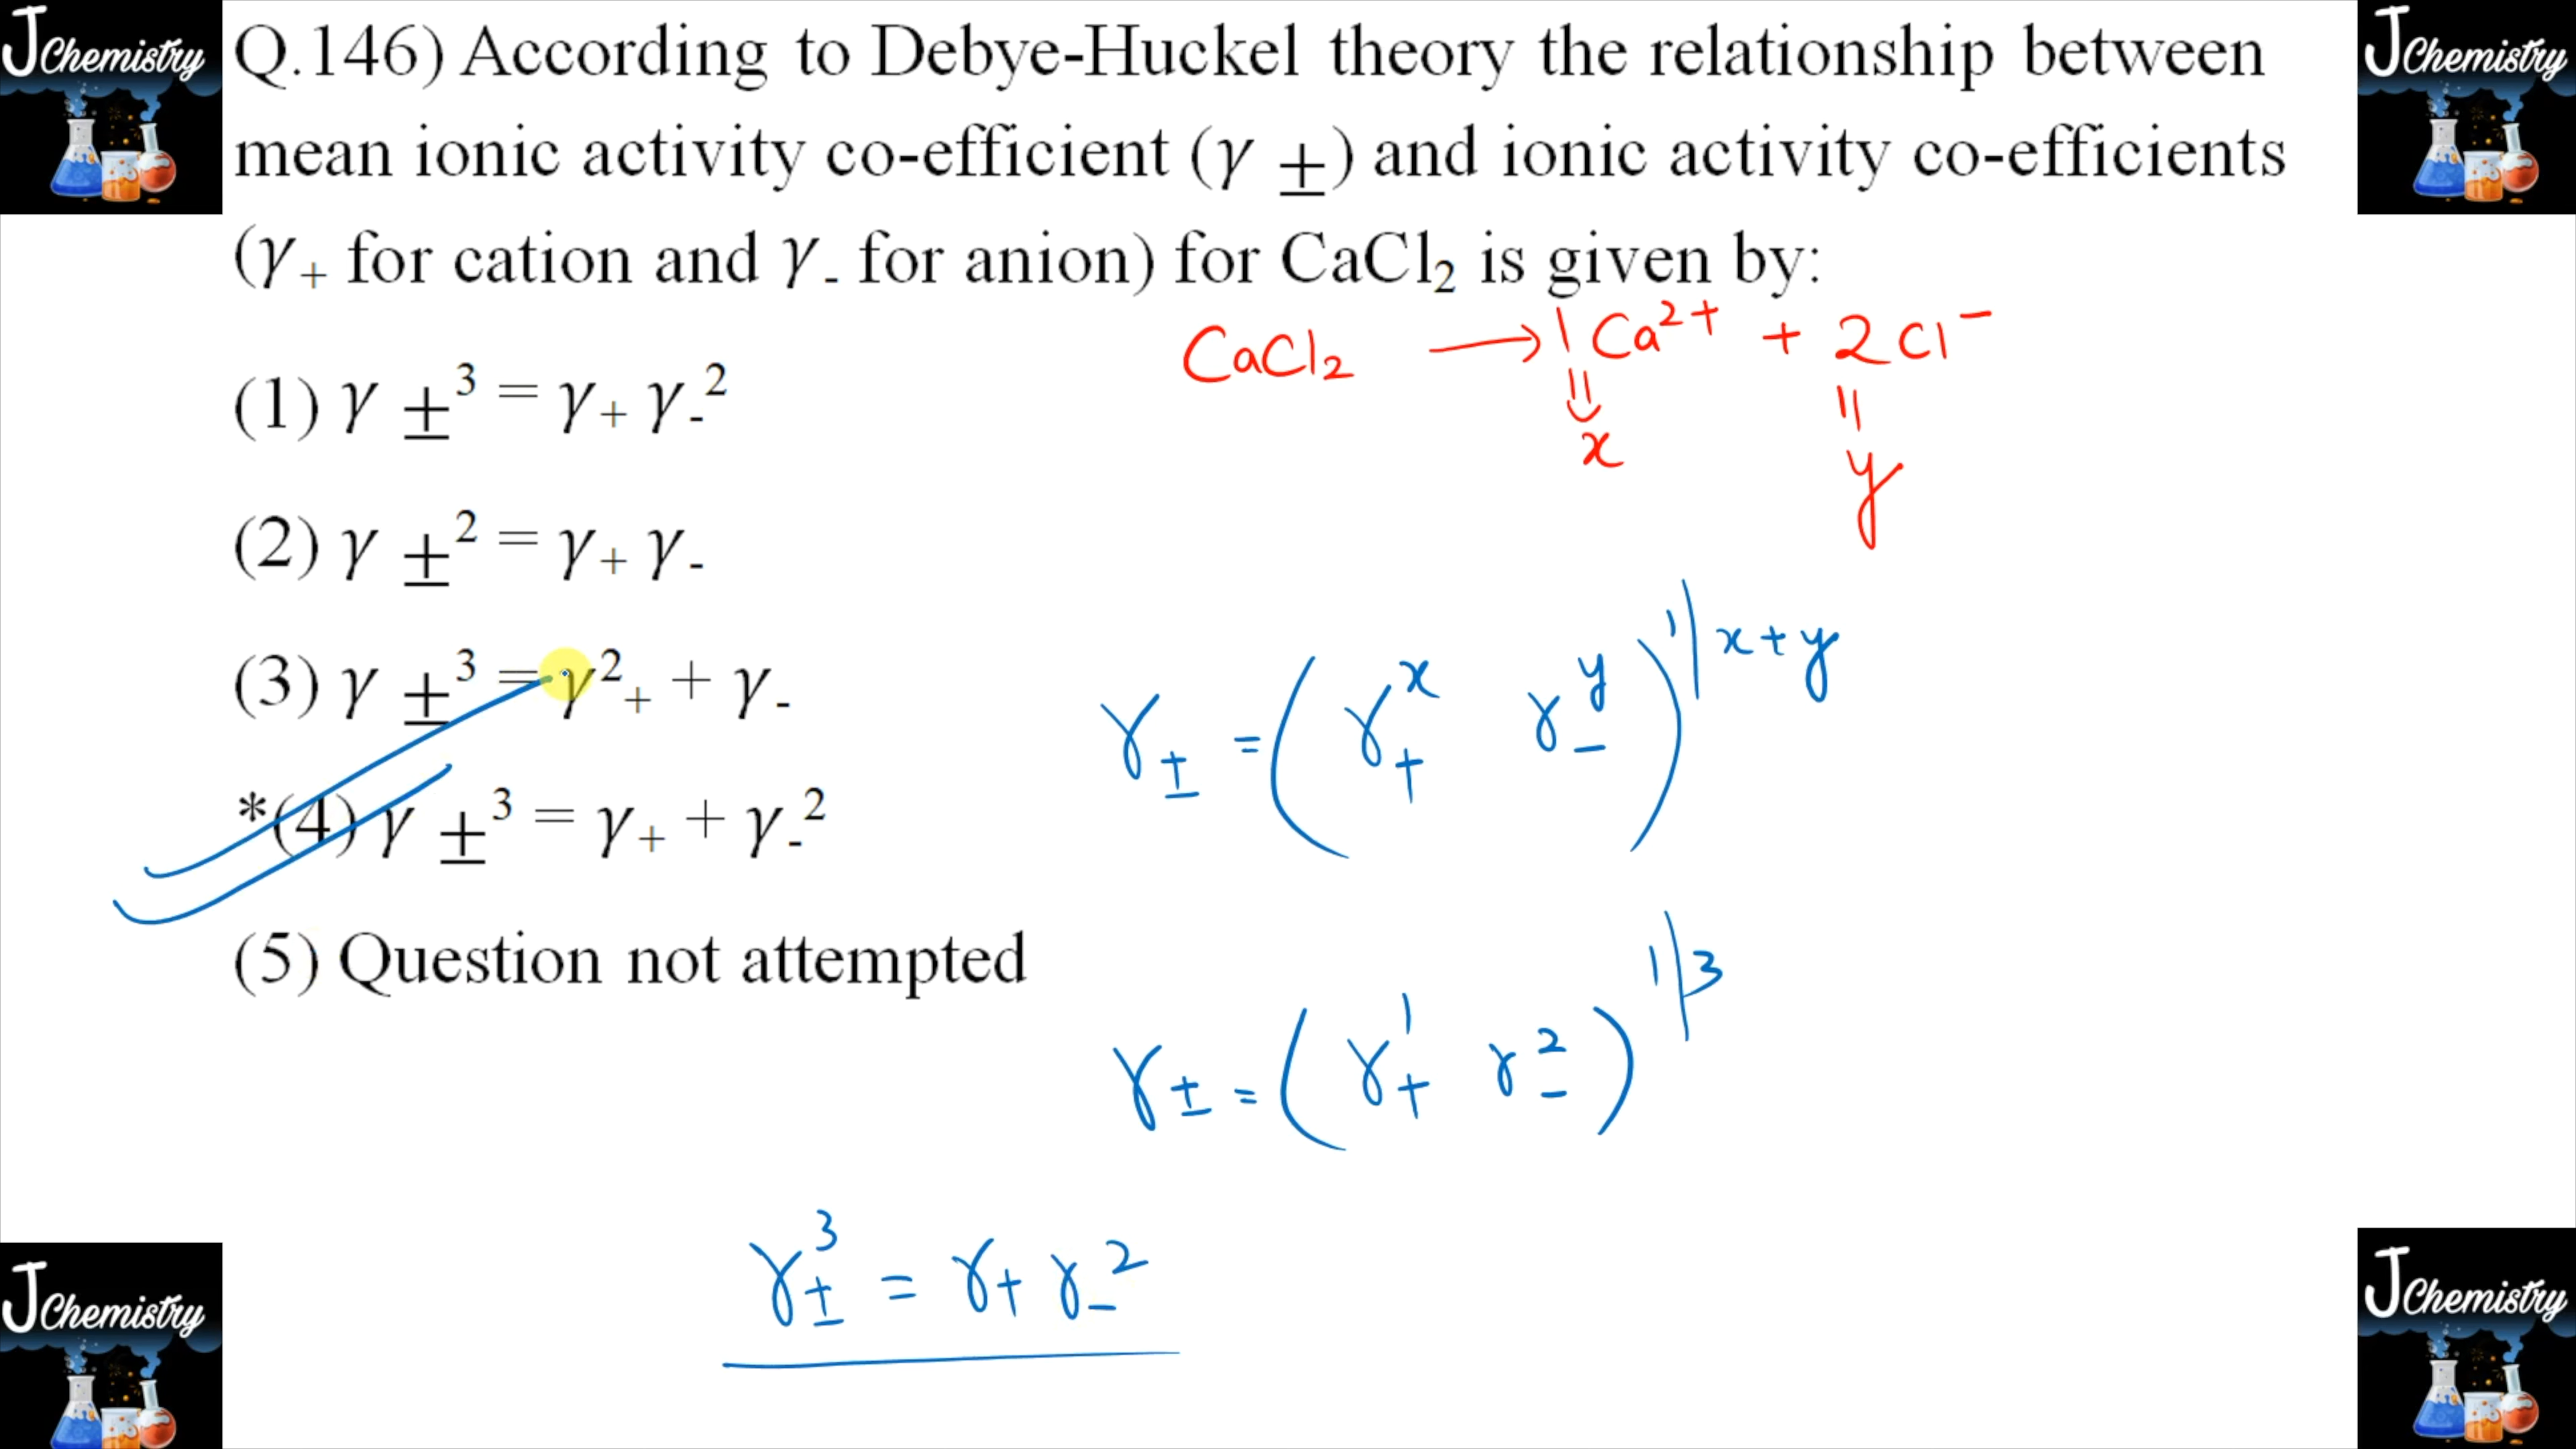 JChemistry
JChemistry
Q.146) According to Debye-Huckel theory the relationship between
mean ionic activity co-efficient (γ ±) and ionic activity co-efficients
(γ₊ for cation and γ₋ for anion) for CaCl₂ is given by:
CaCl₂ → 1 Ca²⁺ + 2Cl⁻
x
y
(1) γ ±³ = γ₊ γ₋²
(2) γ ±² = γ₊ γ₋
(3) γ ±³ = γ²₊ + γ₋
*(4) γ ±³ = γ₊ + γ₋²
(5) Question not attempted
γ± = (γ₊ˣ γ₋ʸ)^1/x+y
γ± = (γ₊¹ γ₋²)^1/3
γ±³ = γ₊ γ₋²
JChemistry
JChemistry